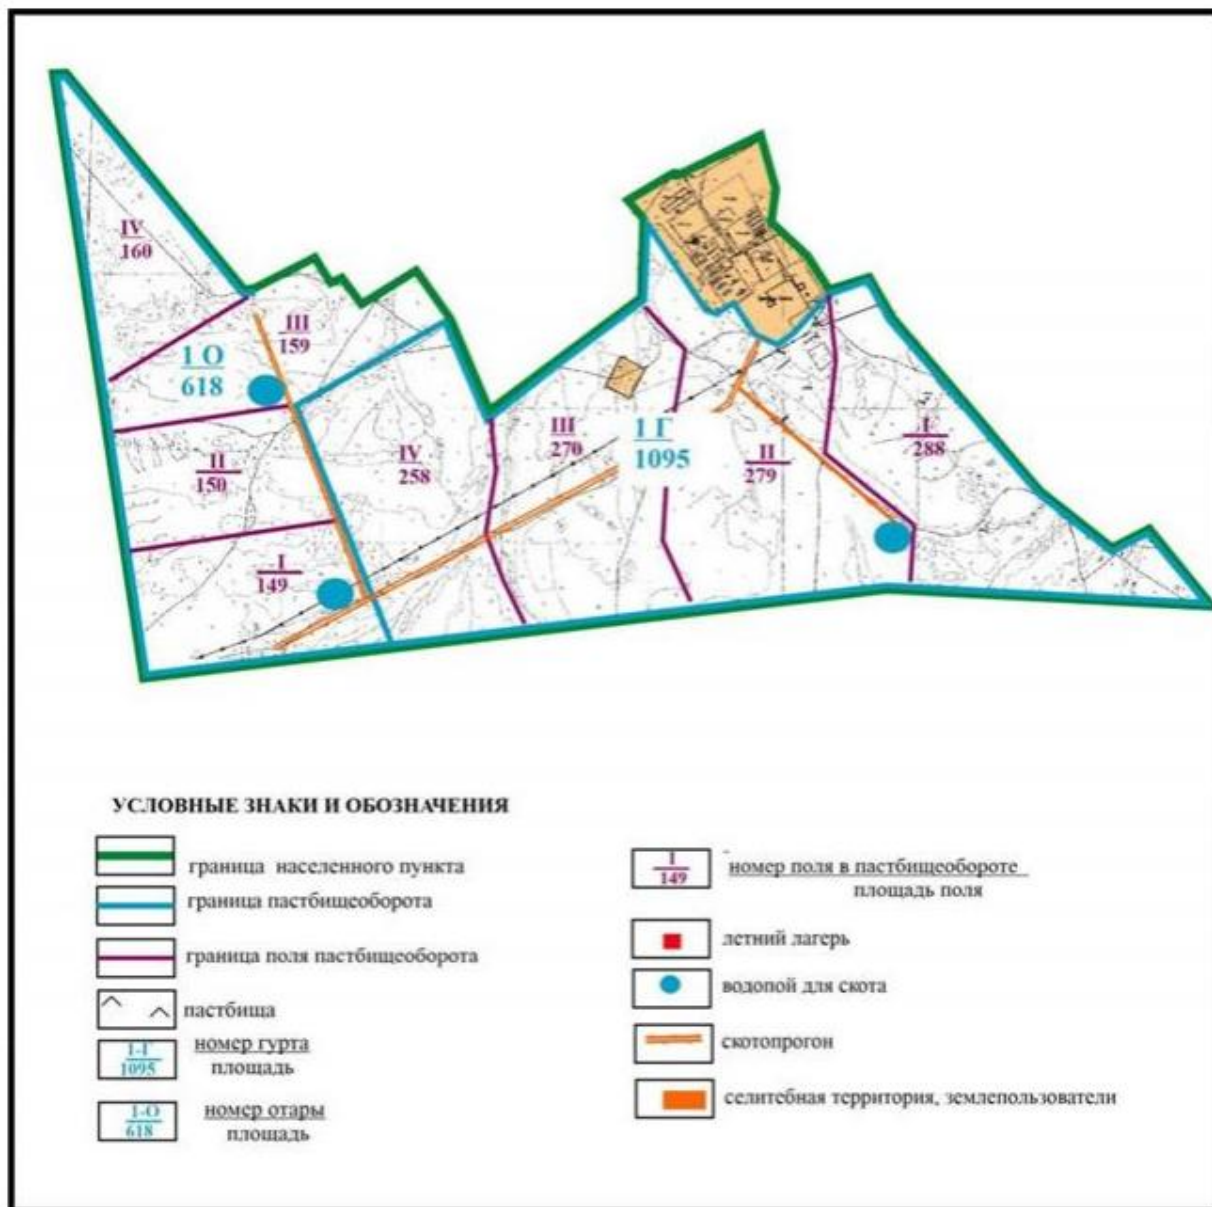 IV
160
III
159
1 О
618
II
150
I
149
IV
258
III
270
1 Г
1095
II
279
I
288
УСЛОВНЫЕ ЗНАКИ И ОБОЗНАЧЕНИЯ
граница населенного пункта
граница пастбищеоборота
граница поля пастбищеоборота
пастбища
1-Г
1095
номер гурта
площадь
1-О
618
номер отары
площадь
I
149
номер поля в пастбищеобороте
площадь поля
летний лагерь
водопой для скота
скотопрогон
селитебная территория, землепользователи